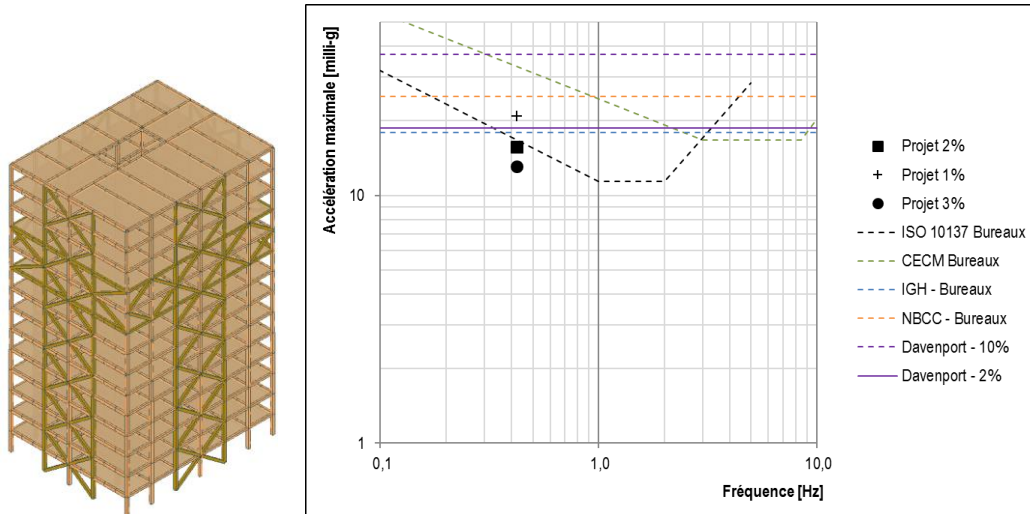 Accélération maximale [milli-g]
10
1
0,1
1,0
10,0
Fréquence [Hz]
Projet 2%
Projet 1%
Projet 3%
ISO 10137 Bureaux
CECM Bureaux
IGH - Bureaux
NBCC - Bureaux
Davenport - 10%
Davenport - 2%